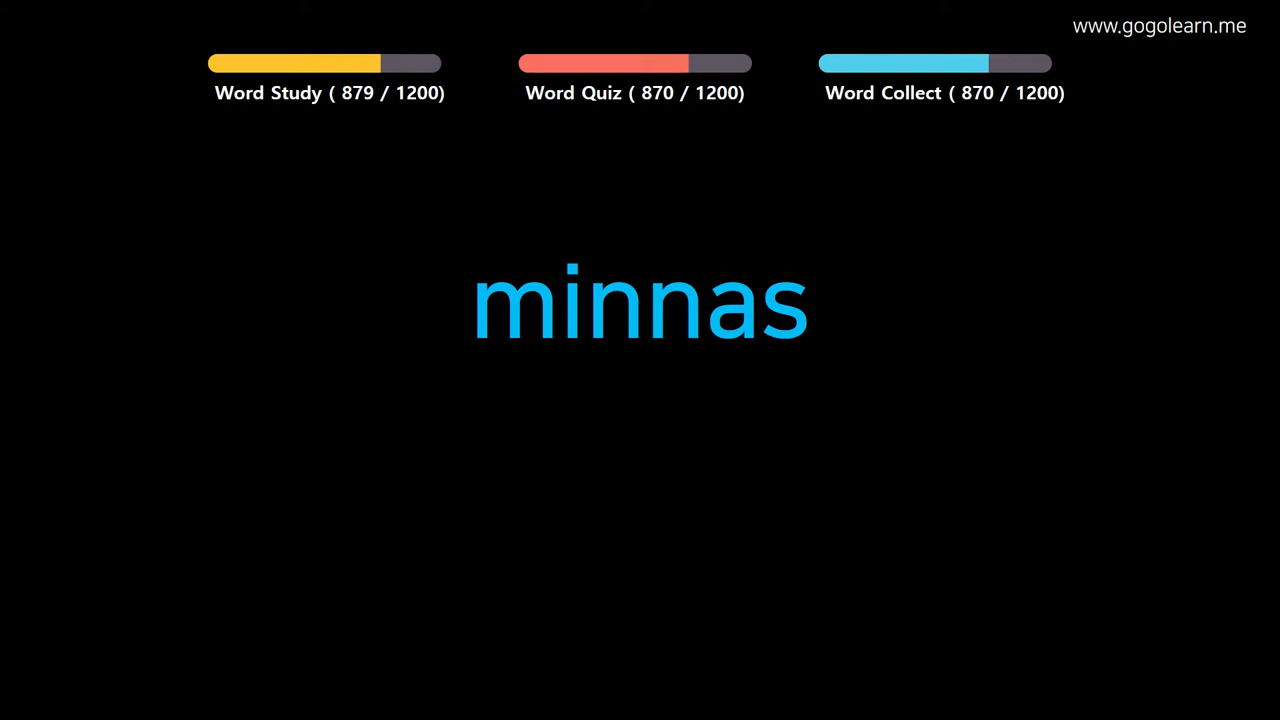 www.gogolearn.me
Word Study ( 879 / 1200)
Word Quiz ( 870 / 1200)
Word Collect ( 870 / 1200)
minnas